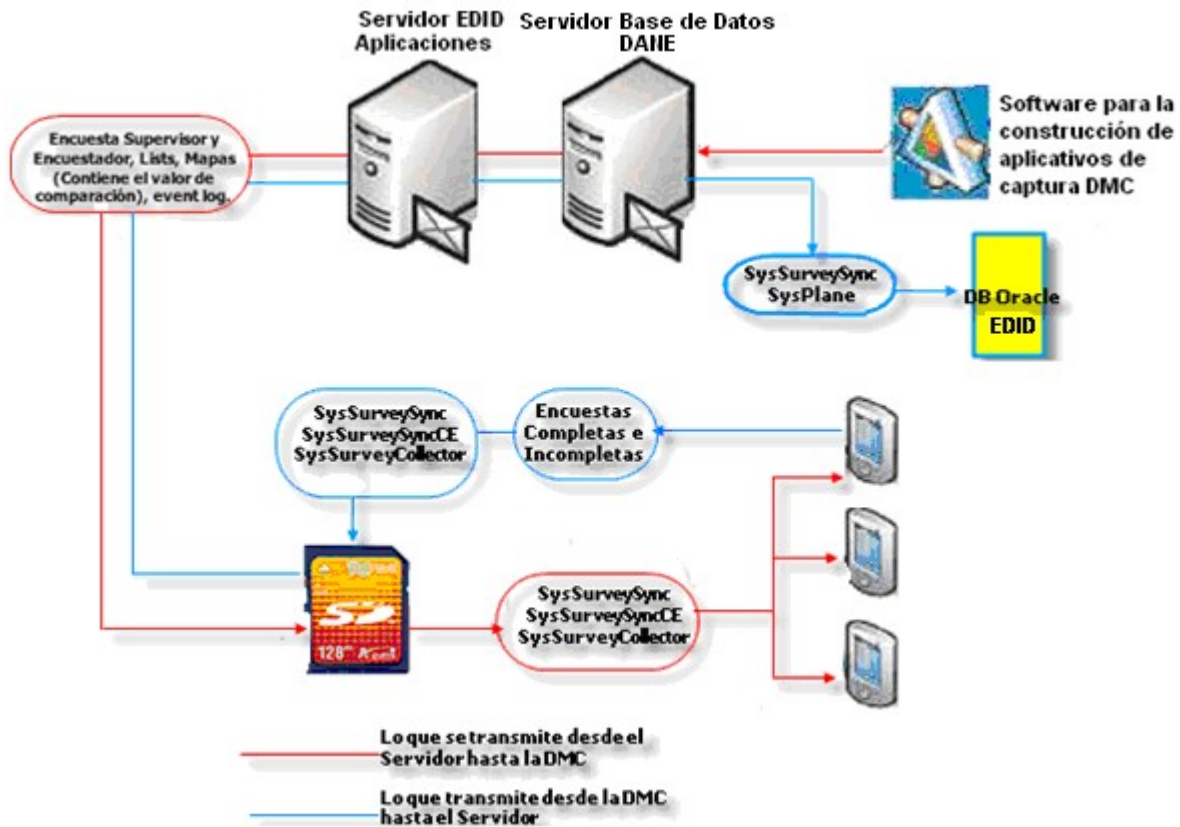 Servidor EDID
Aplicaciones
Servidor Base de Datos
DANE
Software para la
construcción de
aplicativos de
captura DMC
Encuesta Supervisor y
Encuestador, Lists, Mapas
(Contiene el valor de
comparación), event log.
SysSurveySync
SysPlane
DB Oracle
EDID
SysSurveySync
SysSurveySyncCE
SysSurveyCollector
Encuestas
Completas e
Incompletas
SD
128
SysSurveySync
SysSurveySyncCE
SysSurveyCollector
Lo que se transmite desde el
Servidor hasta la DMC
Lo que transmite desde la DMC
hasta el Servidor